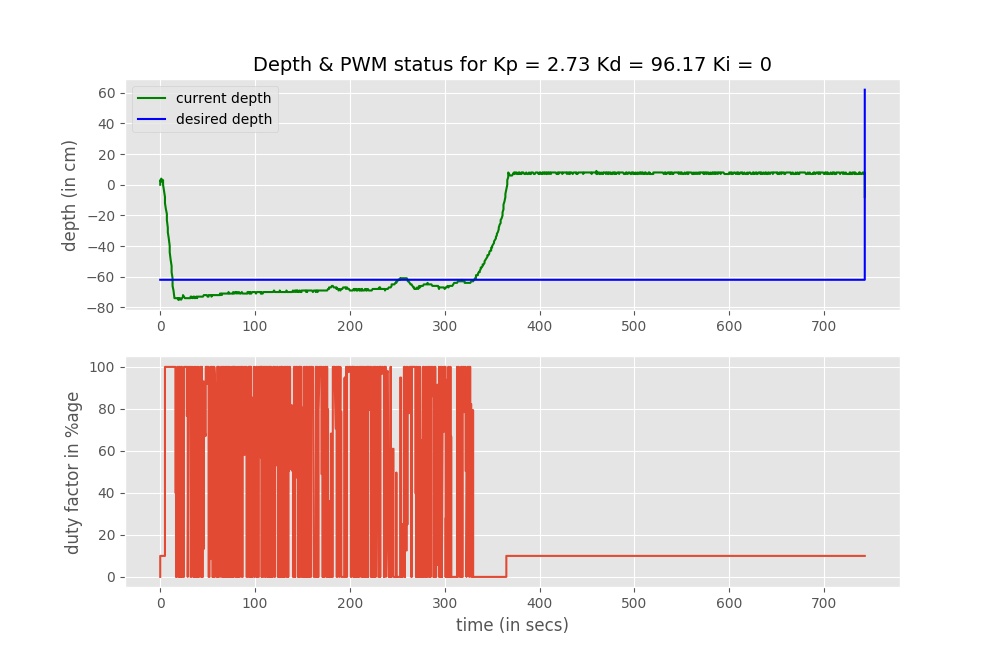 Depth & PWM status for Kp = 2.73 Kd = 96.17 Ki = 0
current depth
desired depth
depth (in cm)
60
40
20
0
−20
−40
−60
−80
0 100 200 300 400 500 600 700
duty factor in %age
100
80
60
40
20
0
0 100 200 300 400 500 600 700
time (in secs)